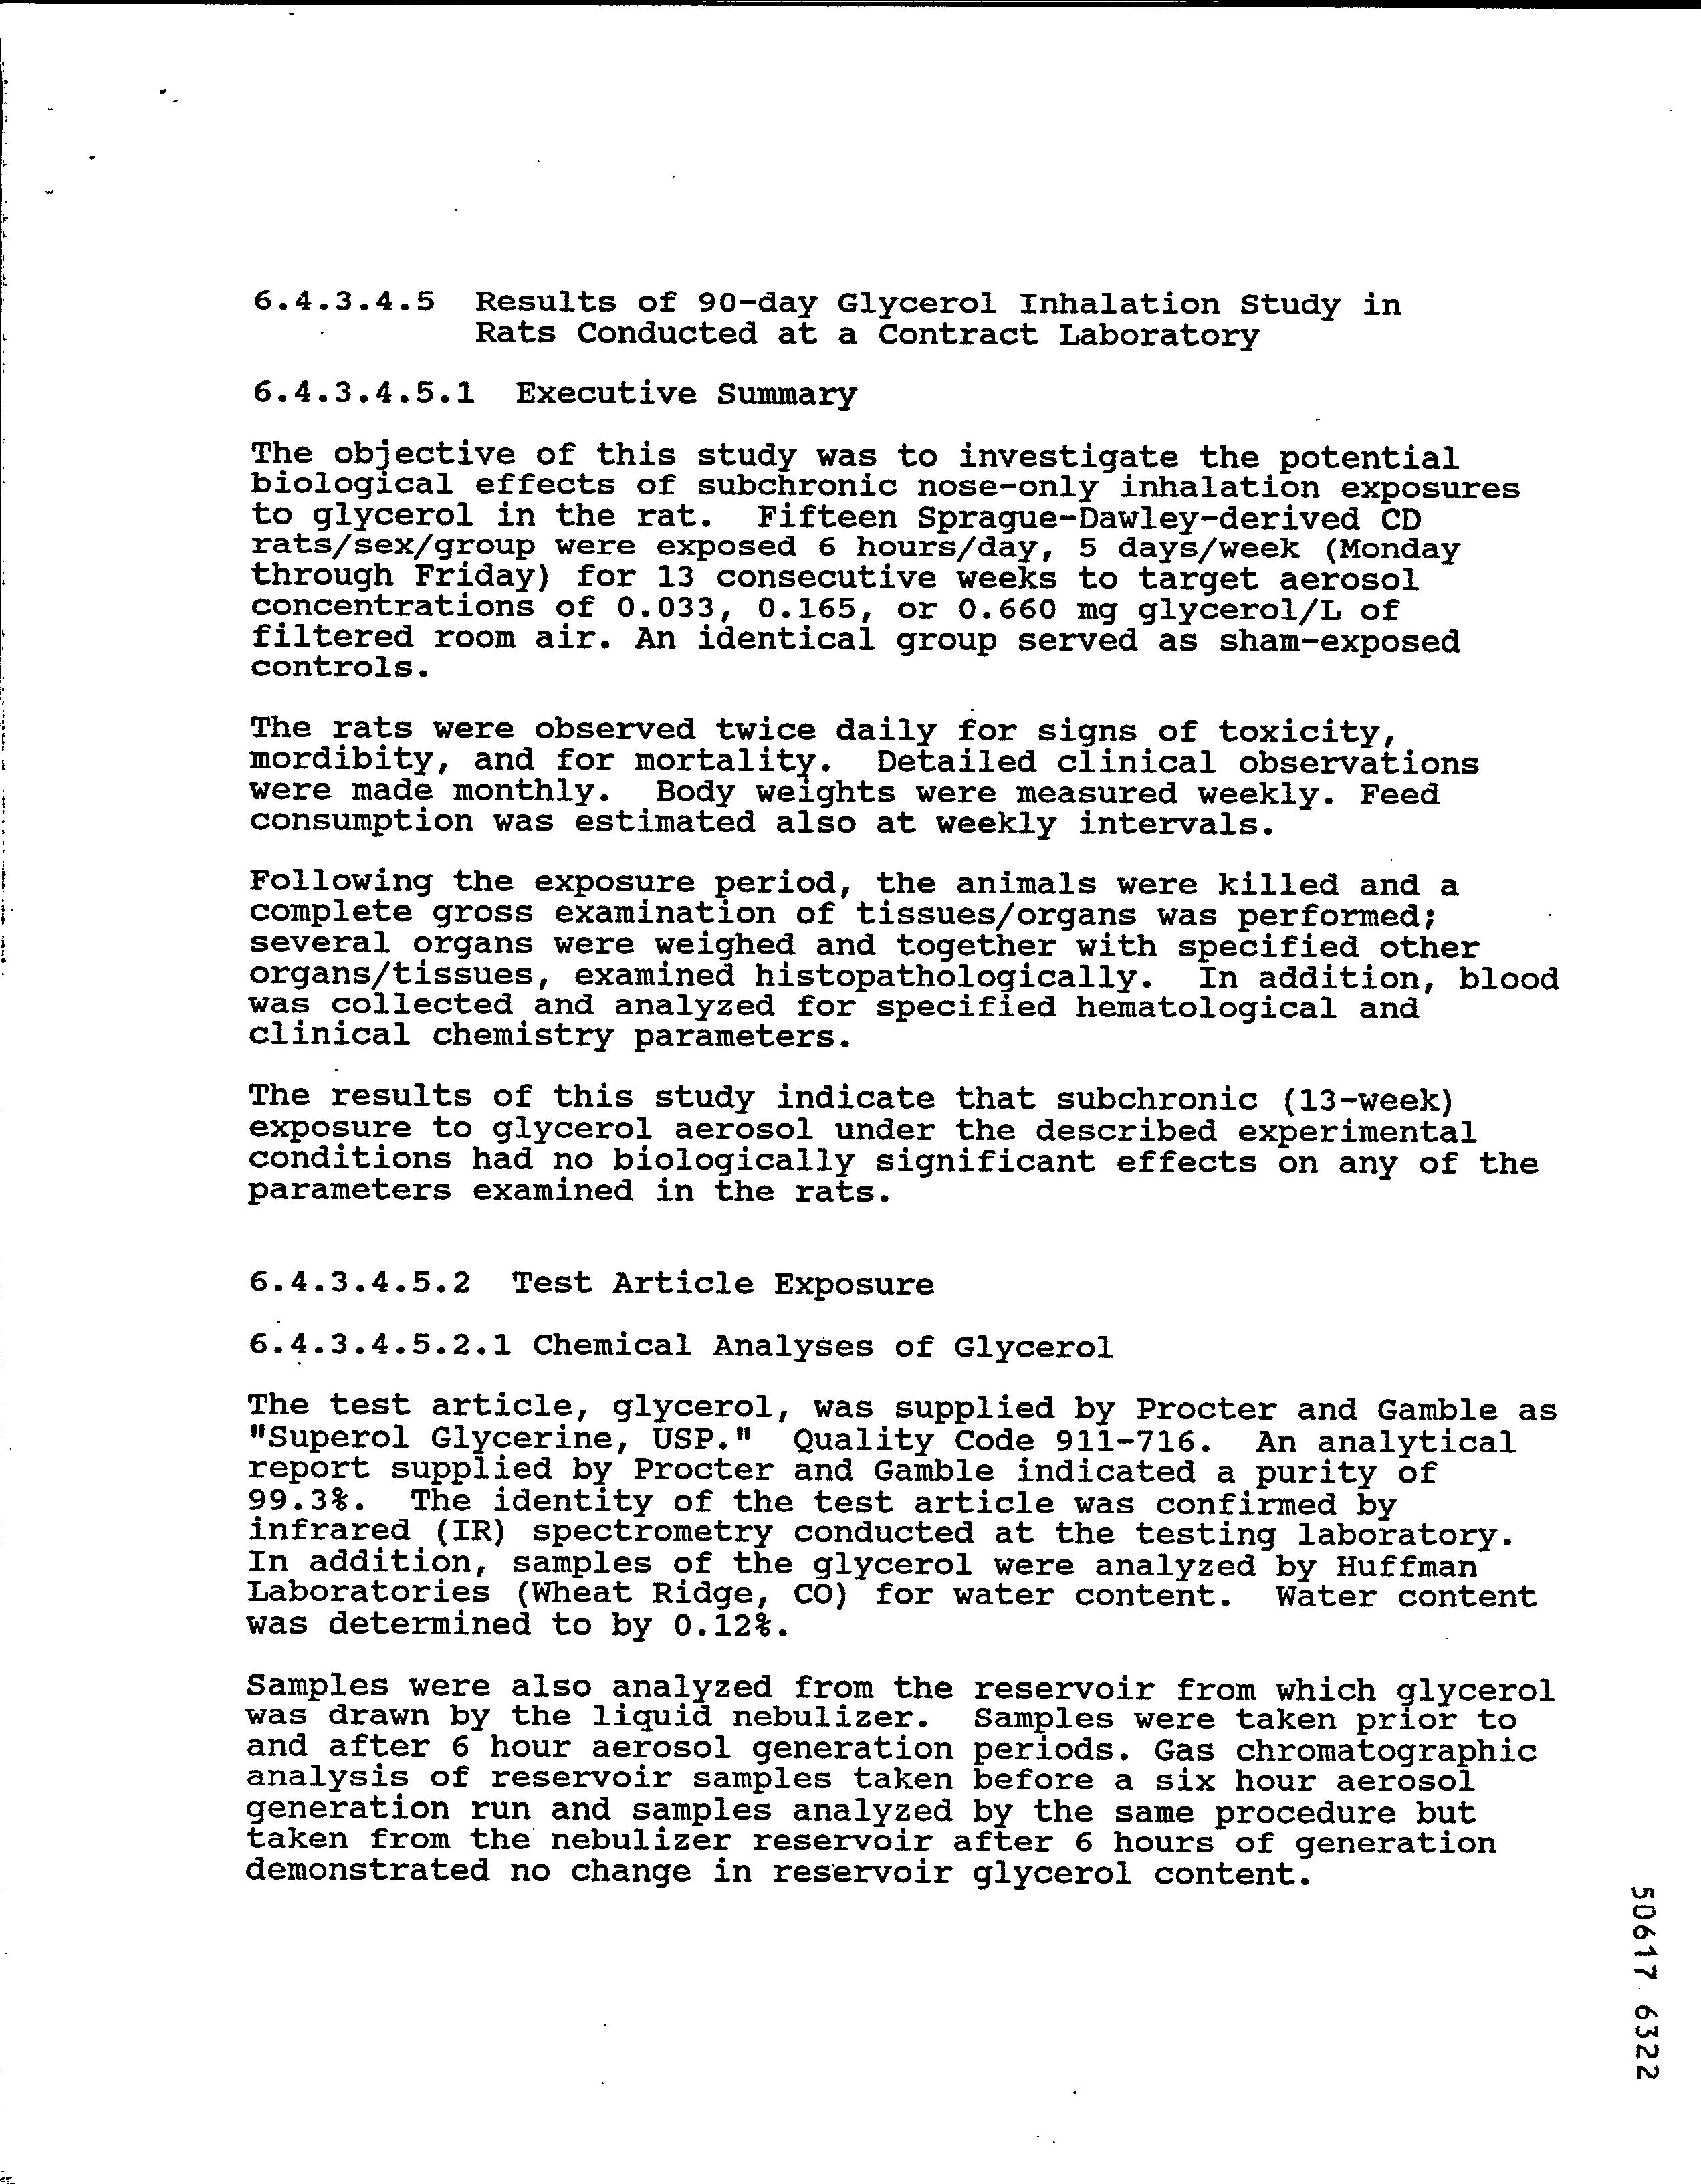 6.4.3.4.5 Results of 90-day Glycerol Inhalation Study in
Rats Conducted at a Contract Laboratory
6.4.3.4.5.1 Executive Summary
The objective of this study was to investigate the potential
biological effects of subchronic nose-only inhalation exposures
to glycerol in the rat. Fifteen Sprague-Dawley-derived CD
rats/sex/group were exposed 6 hours/day, 5 days/week (Monday
through Friday) for 13 consecutive weeks to target aerosol
concentrations of 0.033, 0.165, or 0.660 mg glycerol/L of
filtered room air. An identical group served as sham-exposed
controls.
The rats were observed twice daily for signs of toxicity,
mordibity, and for mortality. Detailed clinical observations
were made monthly. Body weights were measured weekly. Feed
consumption was estimated also at weekly intervals.
Following the exposure period, the animals were killed and a
complete gross examination of tissues/organs was performed;
several organs were weighed and together with specified other
organs/tissues, examined histopathologically. In addition, blood
was collected and analyzed for specified hematological and
clinical chemistry parameters.
The results of this study indicate that subchronic (13-week)
exposure to glycerol aerosol under the described experimental
conditions had no biologically significant effects on any of the
parameters examined in the rats.
6.4.3.4.5.2 Test Article Exposure
6.4.3.4.5.2.1 Chemical Analyses of Glycerol
The test article, glycerol, was supplied by Procter and Gamble as
"Superol Glycerine, USP." Quality Code 911-716. An analytical
report supplied by Procter and Gamble indicated a purity of
99.3%. The identity of the test article was confirmed by
infrared (IR) spectrometry conducted at the testing laboratory.
In addition, samples of the glycerol were analyzed by Huffman
Laboratories (Wheat Ridge, CO) for water content. Water content
was determined to by 0.12%.
Samples were also analyzed from the reservoir from which glycerol
was drawn by the liquid nebulizer. Samples were taken prior to
and after 6 hour aerosol generation periods. Gas chromatographic
analysis of reservoir samples taken before a six hour aerosol
generation run and samples analyzed by the same procedure but
taken from the nebulizer reservoir after 6 hours of generation
demonstrated no change in reservoir glycerol content.
50617 6322